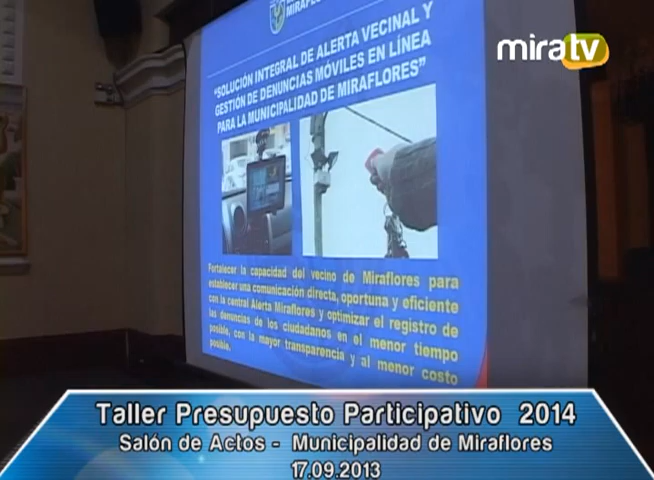 miratv
MIRAFLORES
"SOLUCIÓN INTEGRAL DE ALERTA VECINAL Y
GESTIÓN DE DENUNCIAS MÓVILES EN LÍNEA
PARA LA MUNICIPALIDAD DE MIRAFLORES"
Fortalecer la capacidad del vecino de Miraflores para
establecer una comunicación directa, oportuna y eficiente
con la central Alerta Miraflores y optimizar el registro de
las denuncias de los ciudadanos en el menor tiempo
posible, con la mayor transparencia y al menor costo
posible.
Taller Presupuesto Participativo 2014
Salón de Actos - Municipalidad de Miraflores
17.09.2013